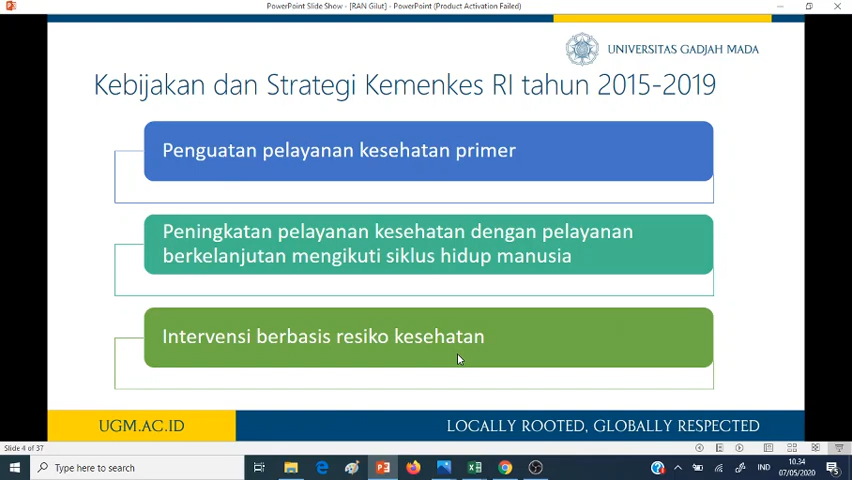 PowerPoint Slide Show - [RAN Gilut] - PowerPoint (Product Activation Failed)
UNIVERSITAS GADJAH MADA
Kebijakan dan Strategi Kemenkes RI tahun 2015-2019
Penguatan pelayanan kesehatan primer
Peningkatan pelayanan kesehatan dengan pelayanan
berkelanjutan mengikuti siklus hidup manusia
Intervensi berbasis resiko kesehatan
UGM.AC.ID
LOCALLY ROOTED, GLOBALLY RESPECTED
Slide 4 of 37
Type here to search
IND
10.34
07/05/2020
5